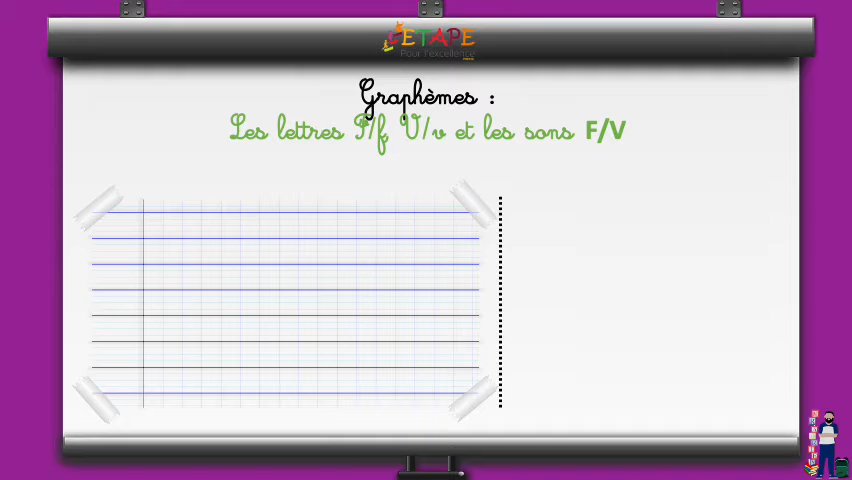 ETAPE
Pour l'excellence
Graphèmes :
Les lettres F/f, V/v et les sons F/V